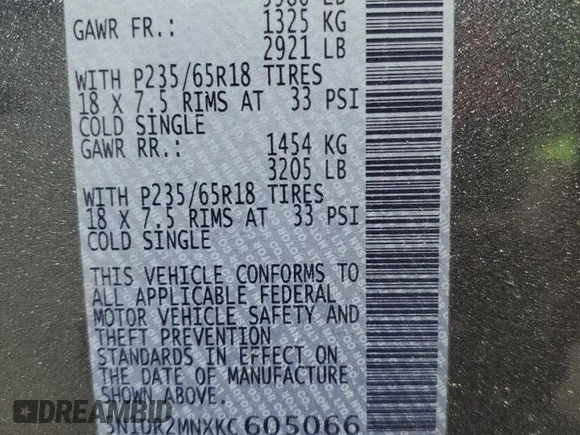 GAWR FR.: 1325 KG
2921 LB
WITH P235/65R18 TIRES
18 X 7.5 RIMS AT 33 PSI
COLD SINGLE
GAWR RR.: 1454 KG
3205 LB
WITH P235/65R18 TIRES
18 X 7.5 RIMS AT 33 PSI
COLD SINGLE
THIS VEHICLE CONFORMS TO
ALL APPLICABLE FEDERAL
MOTOR VEHICLE SAFETY AND
THEFT PREVENTION
STANDARDS IN EFFECT ON
THE DATE OF MANUFACTURE
SHOWN ABOVE.
5N1DR2MNXKC605066
DREAMBID